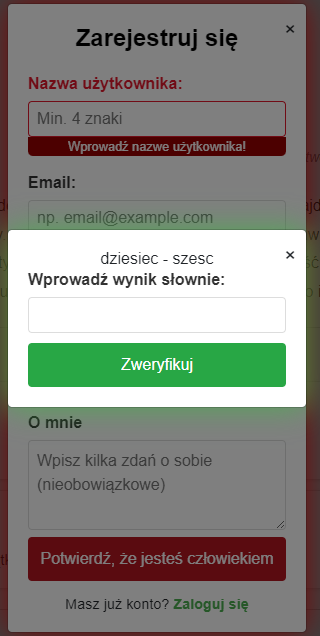 Zarejestruj się ×
Nazwa użytkownika:
Min. 4 znaki
Wprowadź nazwe użytkownika!
Email:
np. email@example.com
dziesiec - szesc ×
Wprowadź wynik słownie:
Zweryfikuj
O mnie
Wpisz kilka zdań o sobie
(nieobowiązkowe)
Potwierdź, że jesteś człowiekiem
Masz już konto? Zaloguj się